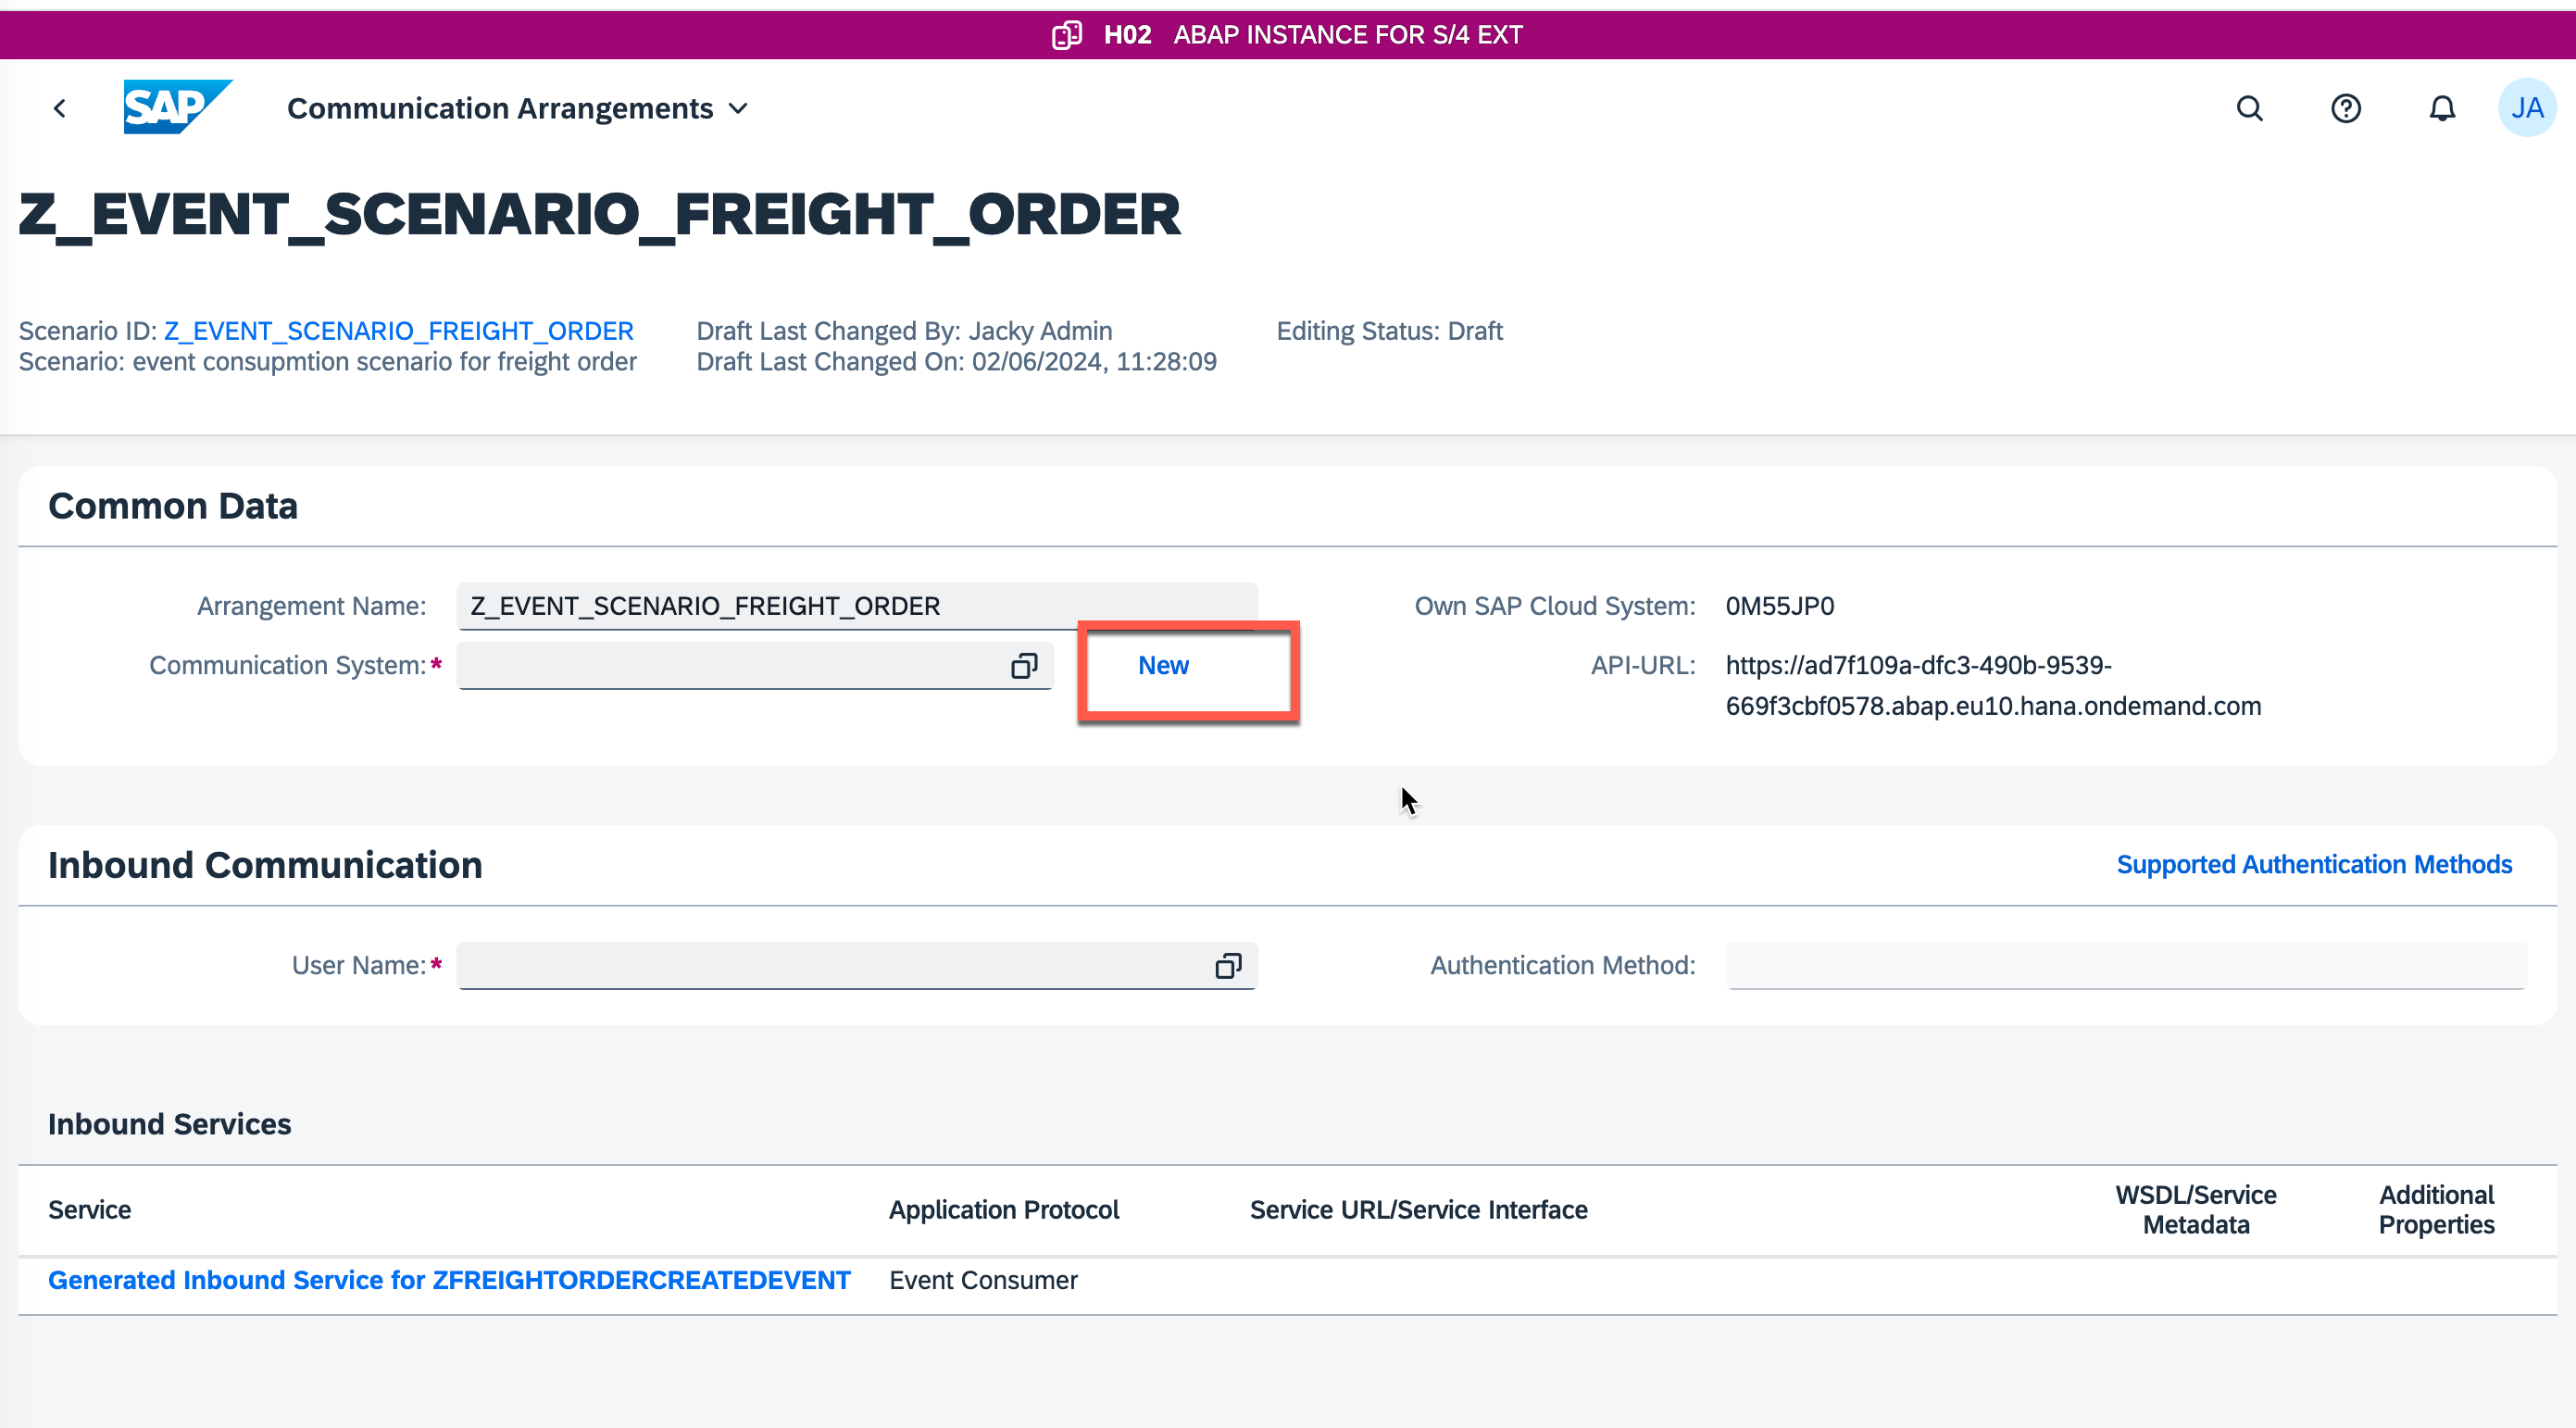 H02 ABAP INSTANCE FOR S/4 EXT
SAP Communication Arrangements JA
Z_EVENT_SCENARIO_FREIGHT_ORDER
Scenario ID: Z_EVENT_SCENARIO_FREIGHT_ORDER Draft Last Changed By: Jacky Admin Editing Status: Draft
Scenario: event consupmtion scenario for freight order Draft Last Changed On: 02/06/2024, 11:28:09
Common Data
Arrangement Name: Z_EVENT_SCENARIO_FREIGHT_ORDER Own SAP Cloud System: 0M55JP0
Communication System:* New API-URL: https://ad7f109a-dfc3-490b-9539-
669f3cbf0578.abap.eu10.hana.ondemand.com
Inbound Communication Supported Authentication Methods
User Name:* Authentication Method:
Inbound Services
Service Application Protocol Service URL/Service Interface WSDL/Service Metadata Additional Properties
Generated Inbound Service for ZFREIGHTORDERCREATEDEVENT Event Consumer